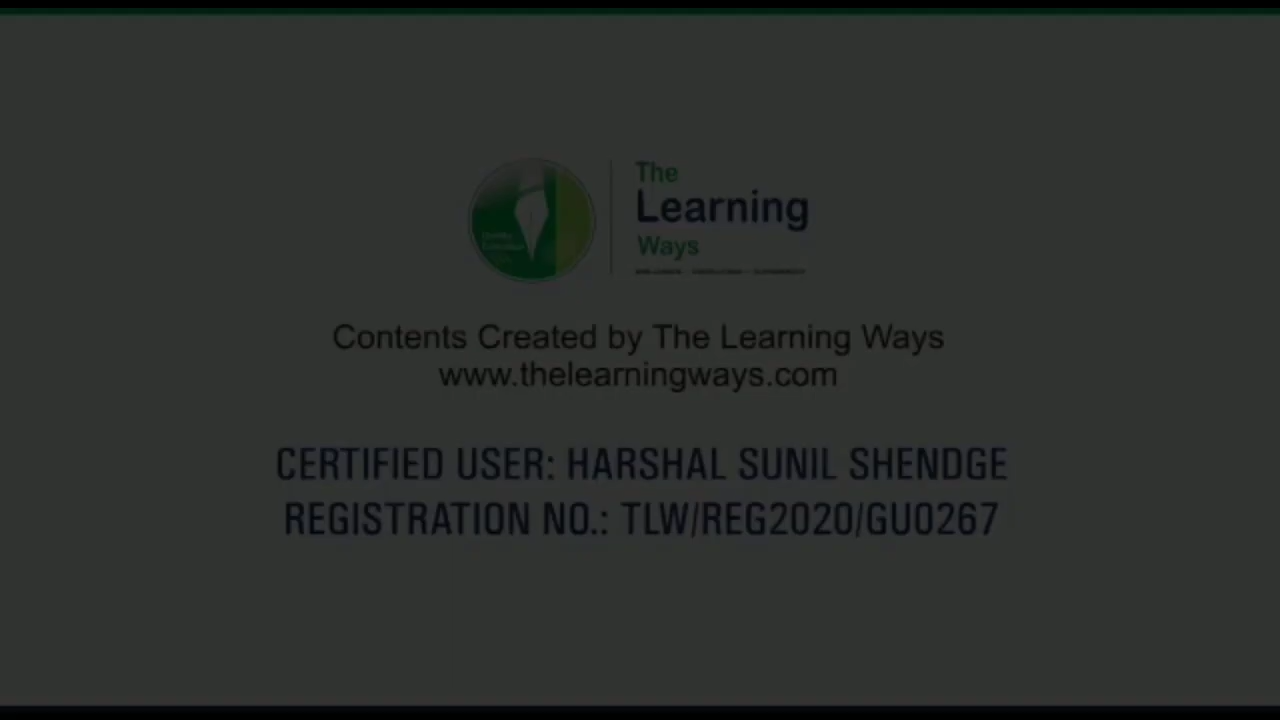 The
Learning
Ways
Contents Created by The Learning Ways
www.thelearningways.com
CERTIFIED USER: HARSHAL SUNIL SHENDGE
REGISTRATION NO.: TLW/REG2020/GU0267